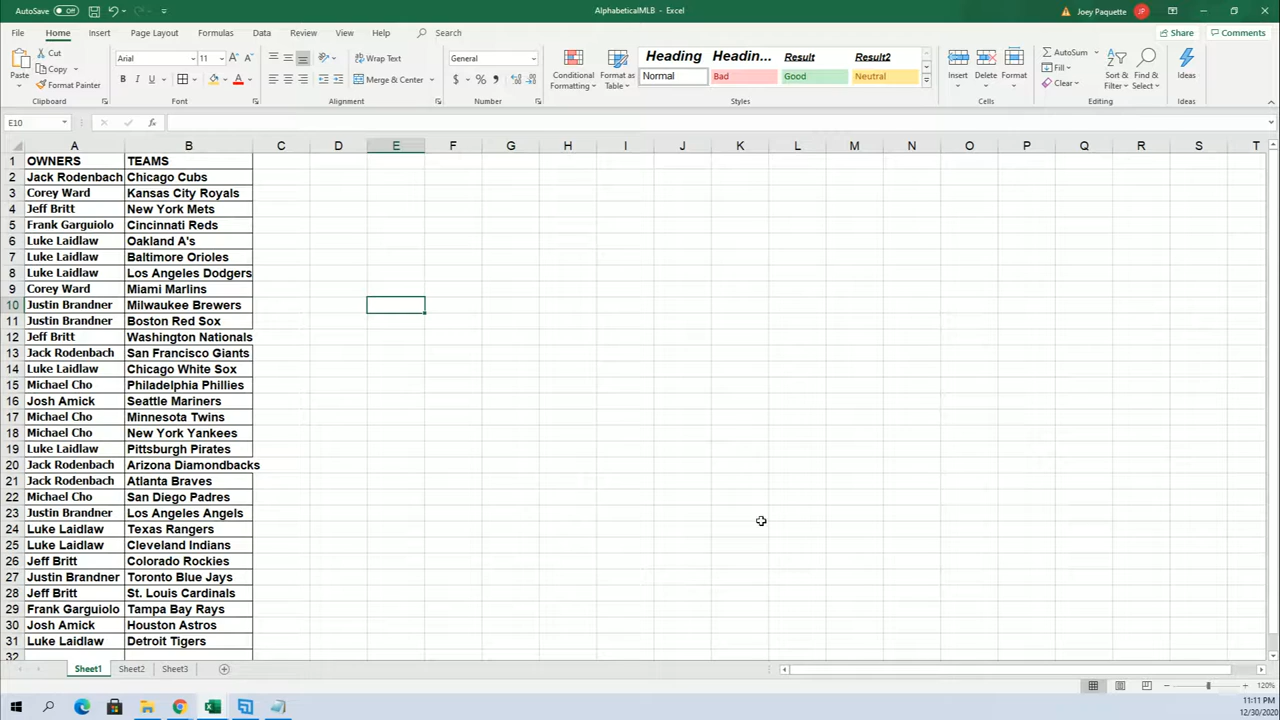 AutoSave Off AlphabeticalMLB - Excel Joey Paquette JP
File Home Insert Page Layout Formulas Data Review View Help Search Share Comments
Cut Arial 11 Wrap Text General Heading Headin... Result Result2 AutoSum
Paste Copy Conditional Formatting Format as Table Insert Delete Format Fill Sort & Filter Find & Select Ideas
Format Painter B I U A Merge & Center $ % , Normal Bad Good Neutral Clear
Clipboard Font Alignment Number Styles Cells Editing Ideas
E10 fx
A B C D E F G H I J K L M N O P Q R S T
1 OWNERS TEAMS
2 Jack Rodenbach Chicago Cubs
3 Corey Ward Kansas City Royals
4 Jeff Britt New York Mets
5 Frank Garguiolo Cincinnati Reds
6 Luke Laidlaw Oakland A's
7 Luke Laidlaw Baltimore Orioles
8 Luke Laidlaw Los Angeles Dodgers
9 Corey Ward Miami Marlins
10 Justin Brandner Milwaukee Brewers
11 Justin Brandner Boston Red Sox
12 Jeff Britt Washington Nationals
13 Jack Rodenbach San Francisco Giants
14 Luke Laidlaw Chicago White Sox
15 Michael Cho Philadelphia Phillies
16 Josh Amick Seattle Mariners
17 Michael Cho Minnesota Twins
18 Michael Cho New York Yankees
19 Luke Laidlaw Pittsburgh Pirates
20 Jack Rodenbach Arizona Diamondbacks
21 Jack Rodenbach Atlanta Braves
22 Michael Cho San Diego Padres
23 Justin Brandner Los Angeles Angels
24 Luke Laidlaw Texas Rangers
25 Luke Laidlaw Cleveland Indians
26 Jeff Britt Colorado Rockies
27 Justin Brandner Toronto Blue Jays
28 Jeff Britt St. Louis Cardinals
29 Frank Garguiolo Tampa Bay Rays
30 Josh Amick Houston Astros
31 Luke Laidlaw Detroit Tigers
32
Sheet1 Sheet2 Sheet3
120%
11:11 PM
12/30/2020